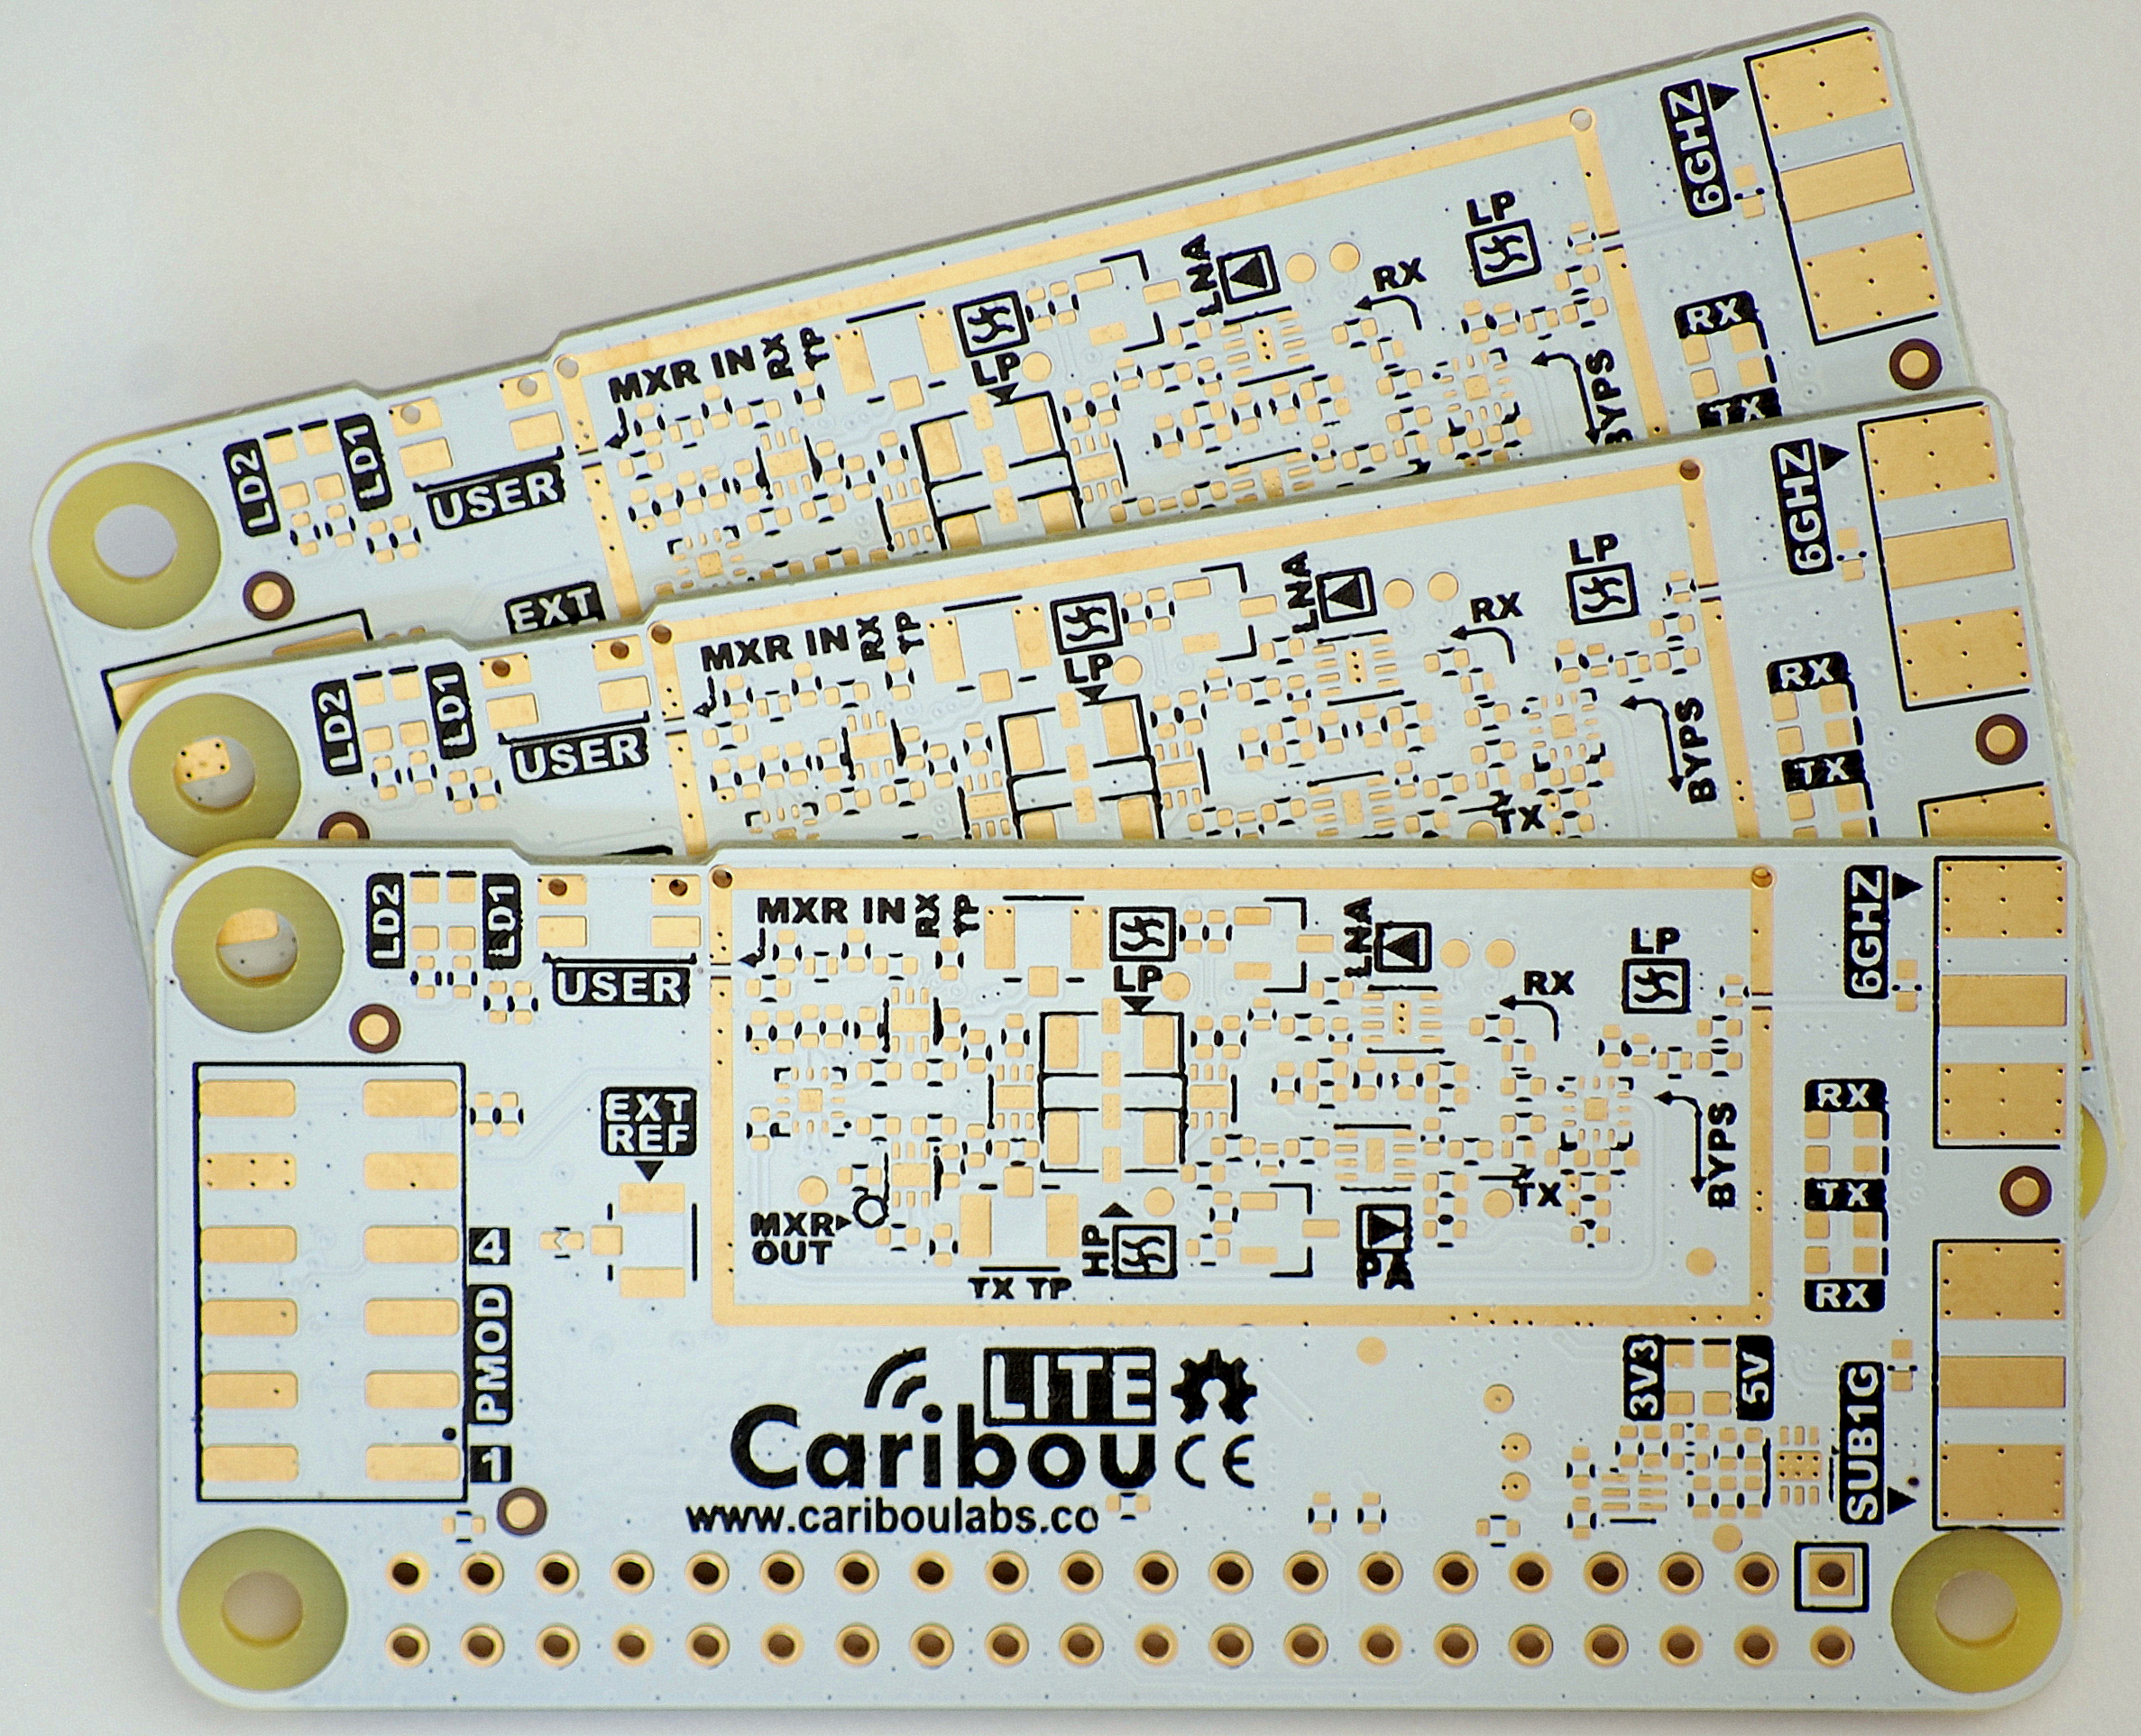 6GHZ
LP
LNA
RX
MXR IN
RX
TP
LP
RX
BYPS
TX
LD2
LD1
USER
EXT
6GHZ
LP
LNA
RX
MXR IN
RX
TP
LP
RX
BYPS
TX
TX
LD2
LD1
USER
LD2
LD1
USER
MXR IN
RX
TP
LP
LNA
RX
LP
6GHZ
EXT
REF
BYPS
RX
TX
RX
TX
MXR
OUT
HP
PA
TX TP
4
PMOD
1
LITE
Caribou CE
www.cariboulabs.co
3V3
5V
SUB1G